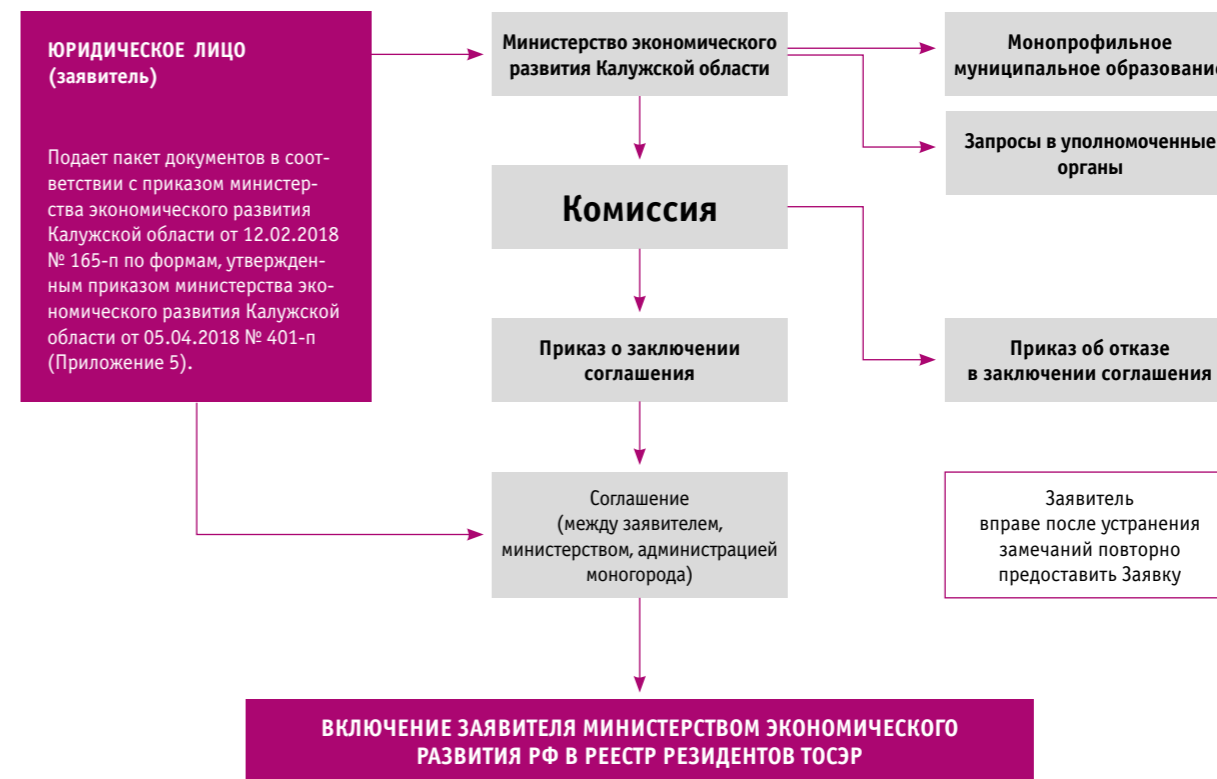 ЮРИДИЧЕСКОЕ ЛИЦО
(заявитель)
Подает пакет документов в соот-
ветствии с приказом министер-
ства экономического развития
Калужской области от 12.02.2018
№ 165-п по формам, утвержден-
ным приказом министерства эко-
номического развития Калужской
области от 05.04.2018 № 401-п
(Приложение 5).
Министерство экономического
развития Калужской области
Монопрофильное
муниципальное образование
Запросы в уполномоченные
органы
Комиссия
Приказ о заключении
соглашения
Приказ об отказе
в заключении соглашения
Соглашение
(между заявителем,
министерством, администрацией
моногорода)
Заявитель
вправе после устранения
замечаний повторно
предоставить Заявку
ВКЛЮЧЕНИЕ ЗАЯВИТЕЛЯ МИНИСТЕРСТВОМ ЭКОНОМИЧЕСКОГО
РАЗВИТИЯ РФ В РЕЕСТР РЕЗИДЕНТОВ ТОСЭР